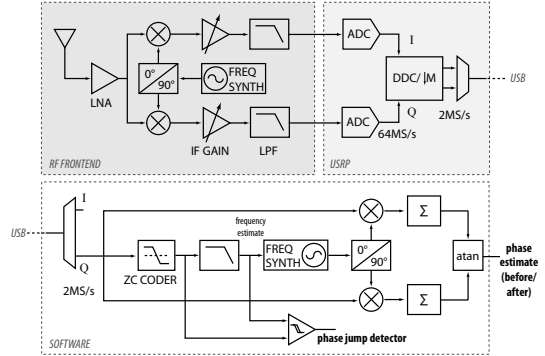 ADC
I
0°
90°
FREQ
SYNTH
DDC/↓M
USB
LNA
Q
ADC
64MS/s
2MS/s
IF GAIN
LPF
RF FRONTEND
USRP
I
Σ
USB
frequency
estimate
Q
FREQ
SYNTH
0°
90°
atan
phase
estimate
(before/
after)
2MS/s
ZC CODER
Σ
phase jump detector
SOFTWARE